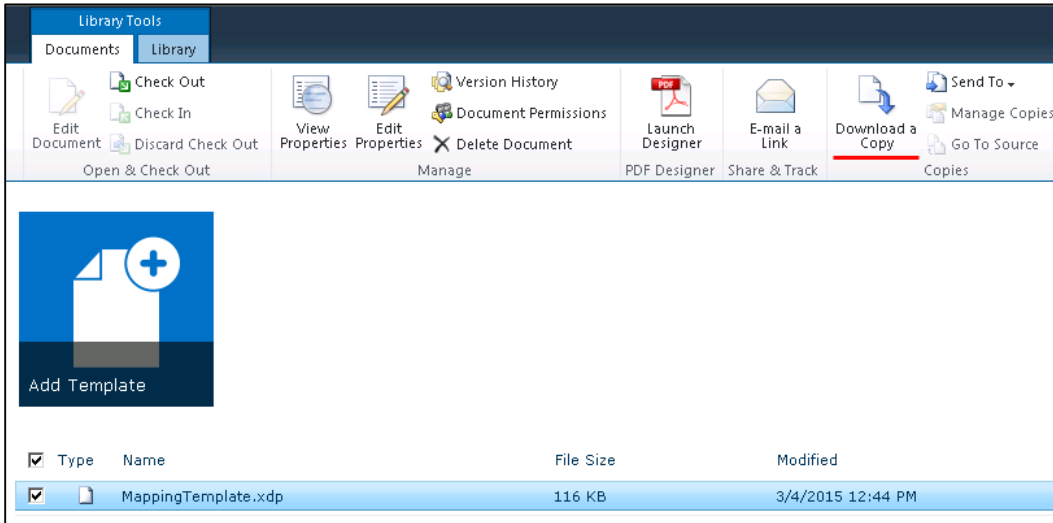 Library Tools
Documents Library
Check Out
Check In
Discard Check Out
Edit
Document
Open & Check Out
View
Properties
Edit
Properties
Version History
Document Permissions
Delete Document
Manage
PDF
Launch
Designer
PDF Designer
E-mail a
Link
Share & Track
Download a
Copy
Send To
Manage Copies
Go To Source
Copies
Add Template
Type Name File Size Modified
MappingTemplate.xdp 116 KB 3/4/2015 12:44 PM